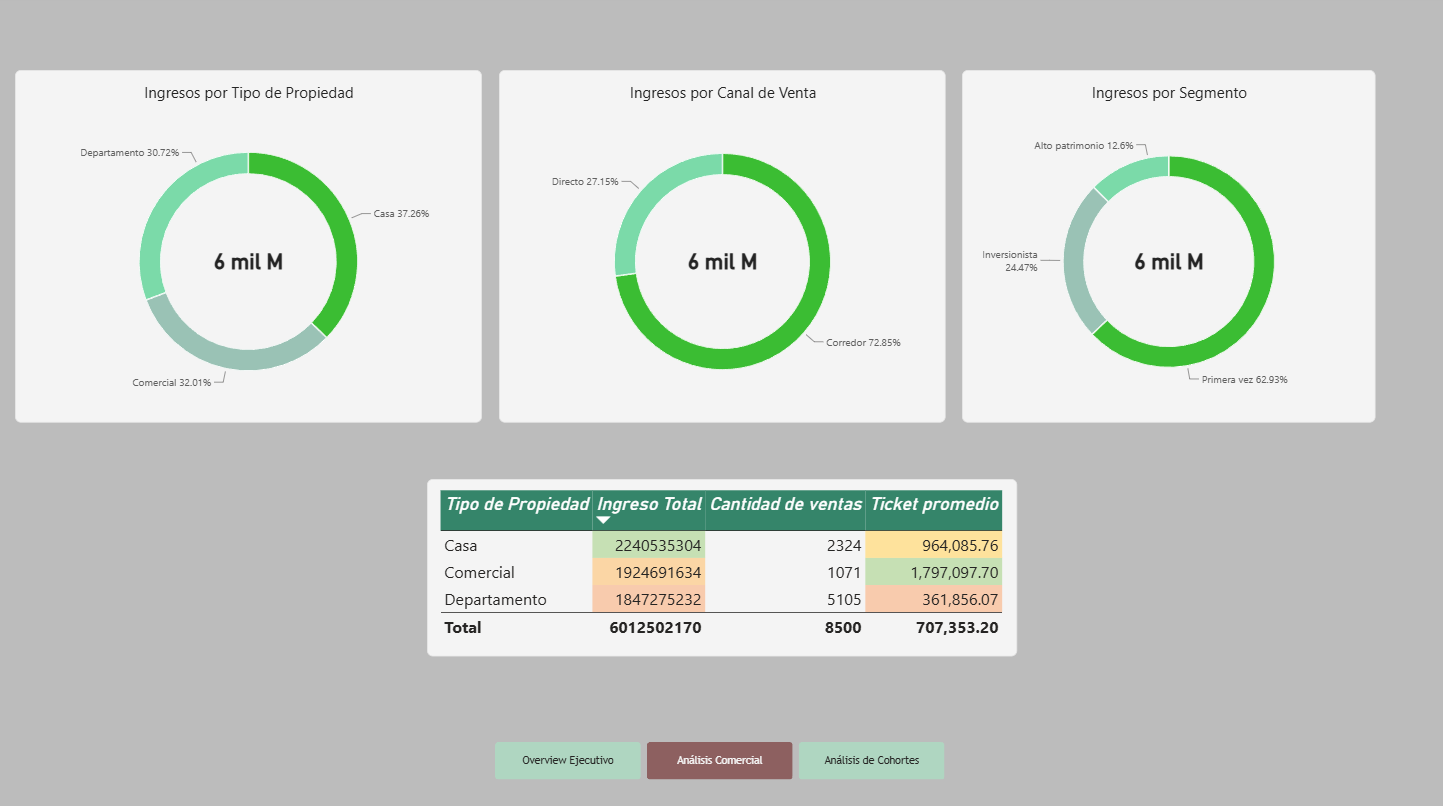 Ingresos por Tipo de Propiedad
Departamento 30.72%
Casa 37.26%
6 mil M
Comercial 32.01%
Ingresos por Canal de Venta
Directo 27.15%
6 mil M
Corredor 72.85%
Ingresos por Segmento
Alto patrimonio 12.6%
Inversionista
24.47%
6 mil M
Primera vez 62.93%
Tipo de Propiedad Ingreso Total Cantidad de ventas Ticket promedio
Casa 2240535304 2324 964,085.76
Comercial 1924691634 1071 1,797,097.70
Departamento 1847275232 5105 361,856.07
Total 6012502170 8500 707,353.20
Overview Ejecutivo Análisis Comercial Análisis de Cohortes